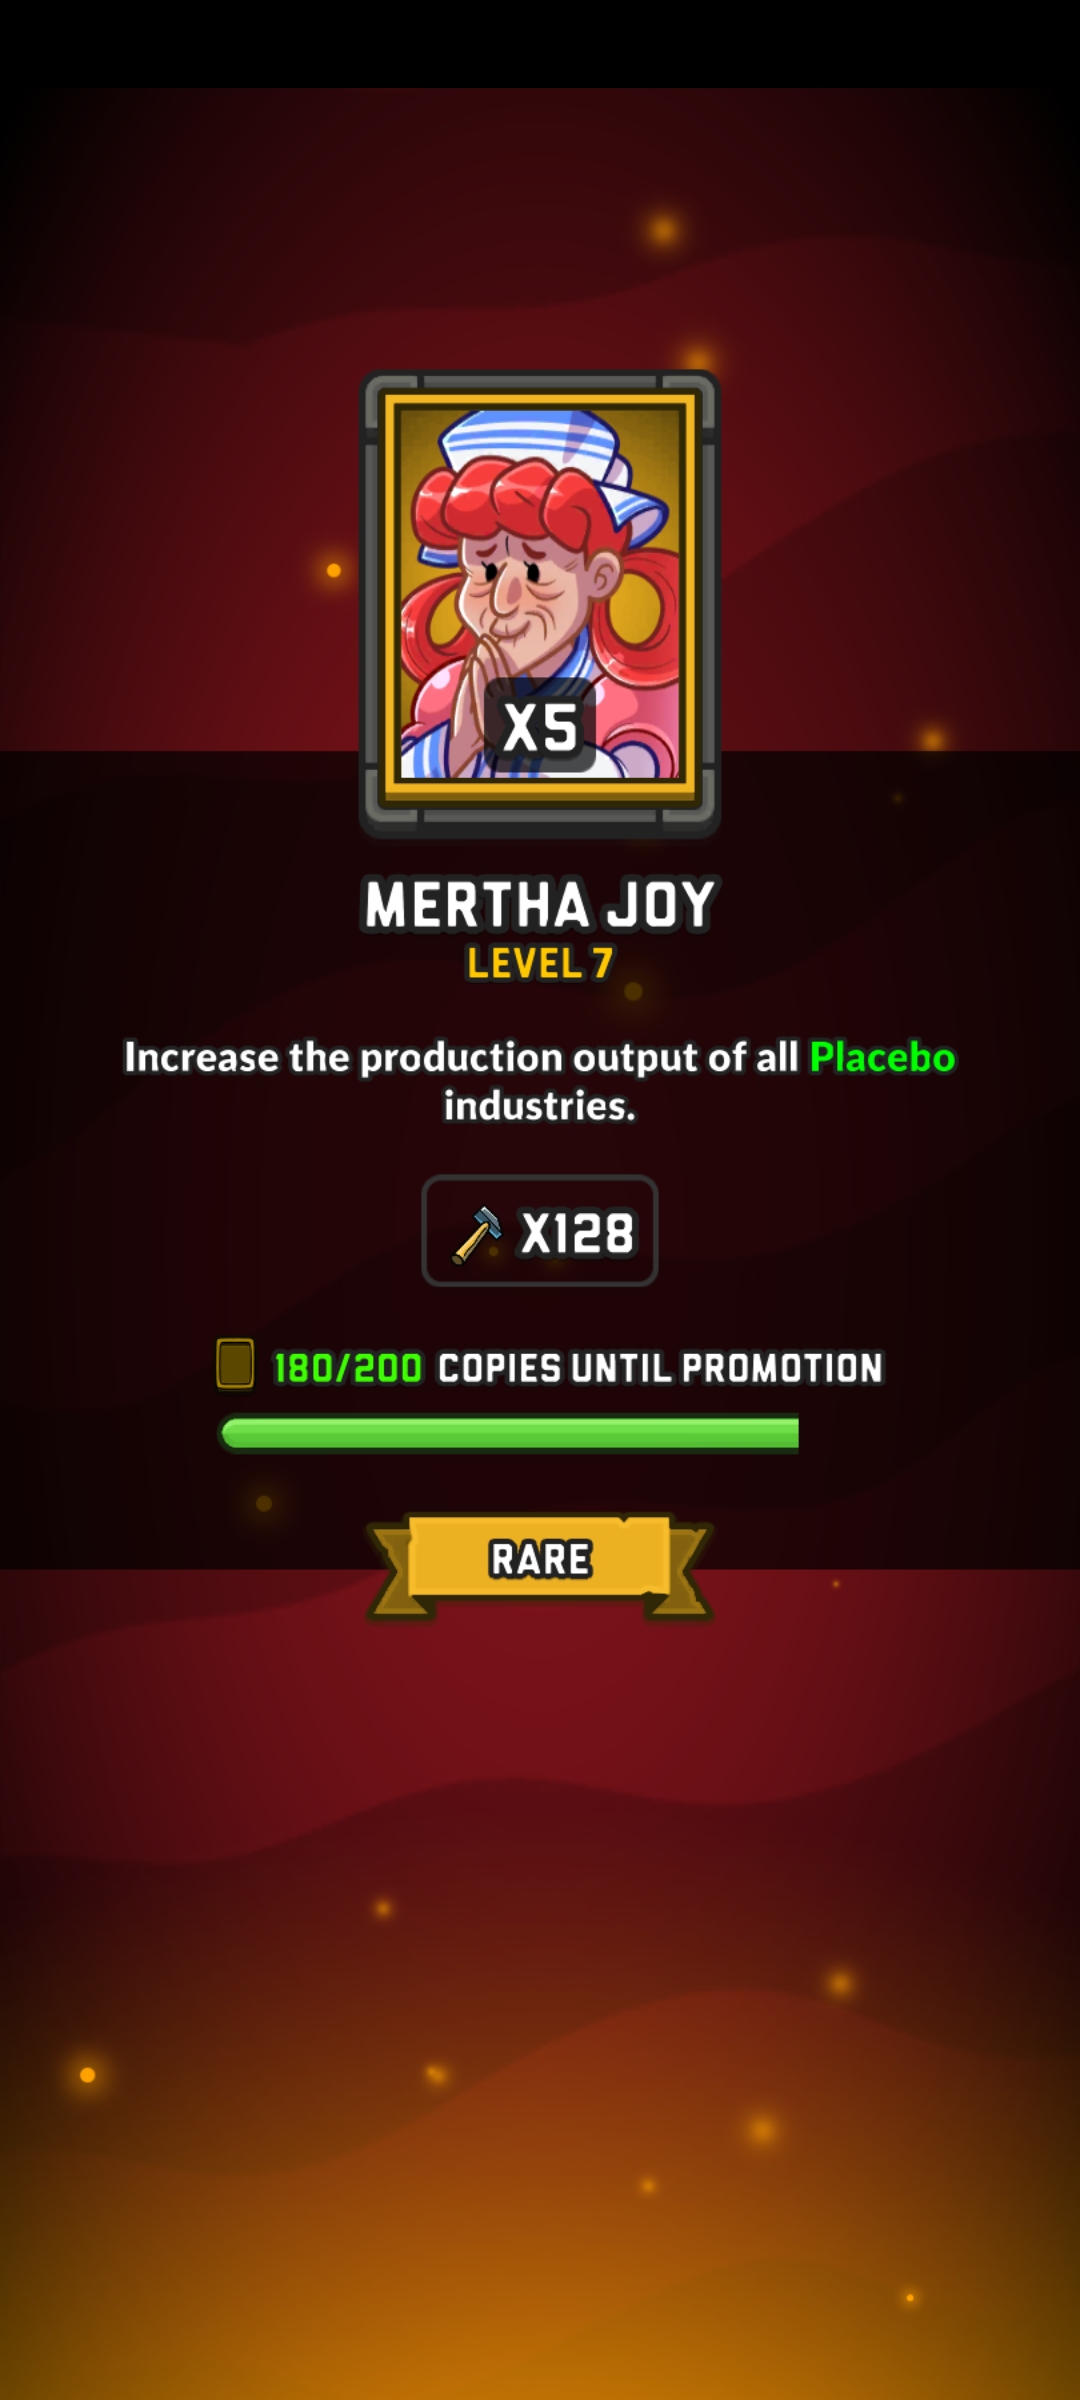 X5
MERTHA JOY
LEVEL 7
Increase the production output of all Placebo
industries.
X128
180/200 COPIES UNTIL PROMOTION
RARE